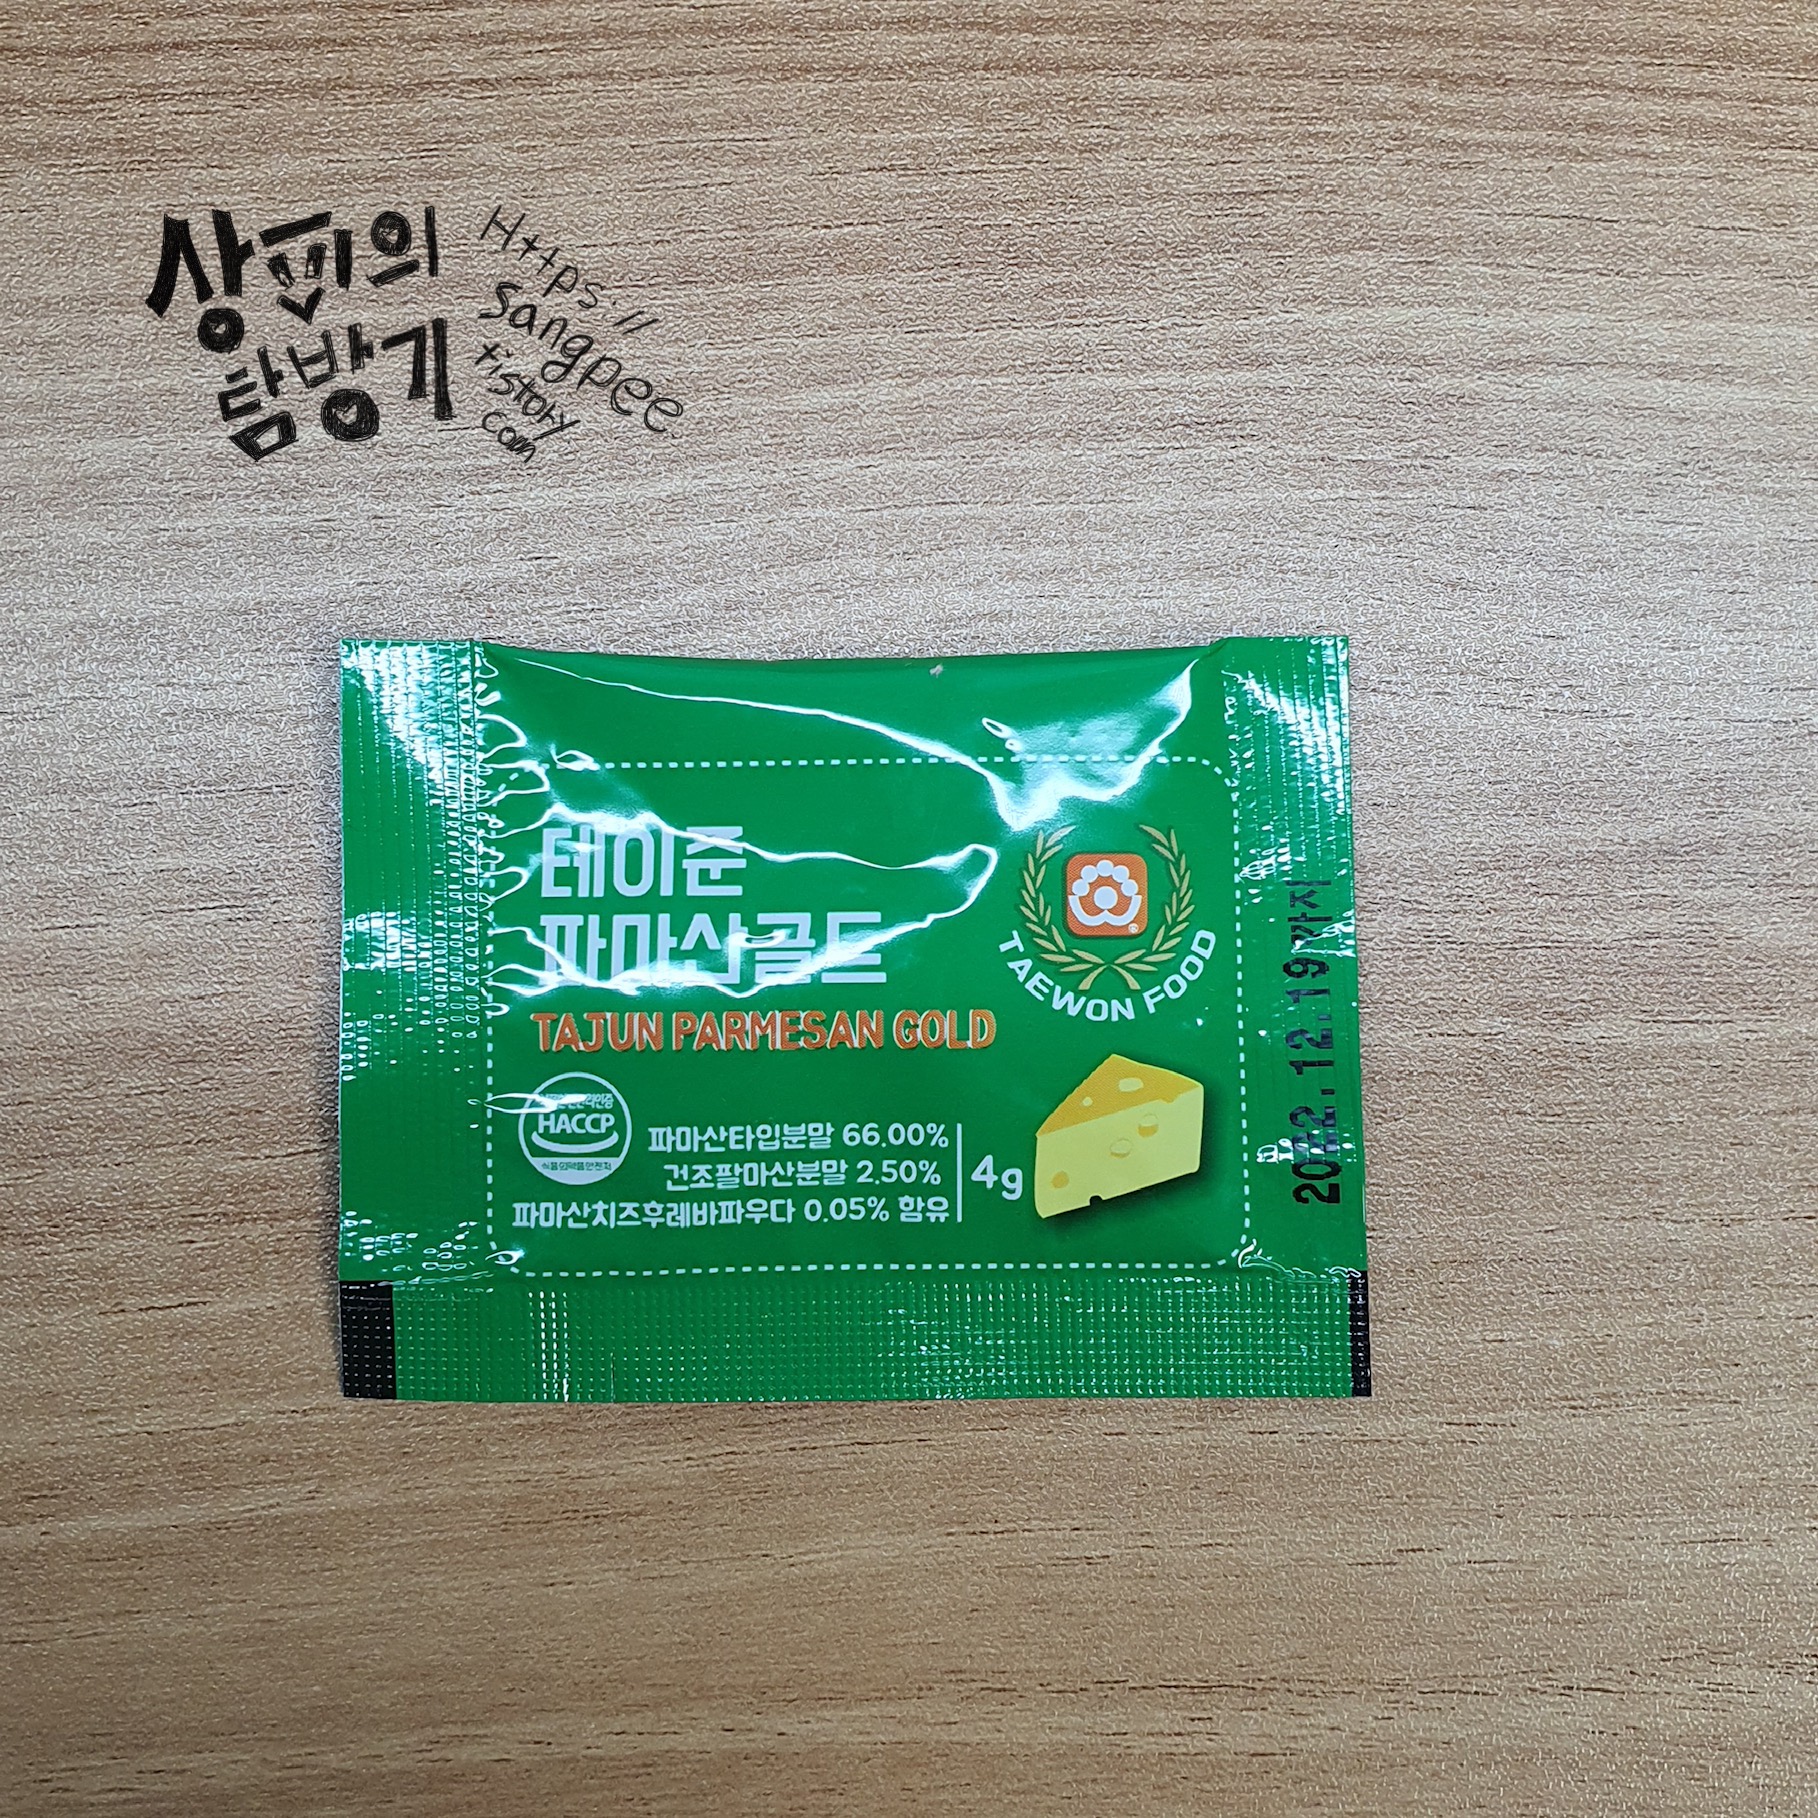 상피의
탐방기
Https://
sangpee.
tistory.
com
테이준
파마산골드
TAJUN PARMESAN GOLD
TAEWON FOOD
HACCP
파마산타입분말 66.00%
건조팔마산분말 2.50%
파마산치즈후레바파우다 0.05% 함유
4g
2022.12.19까지